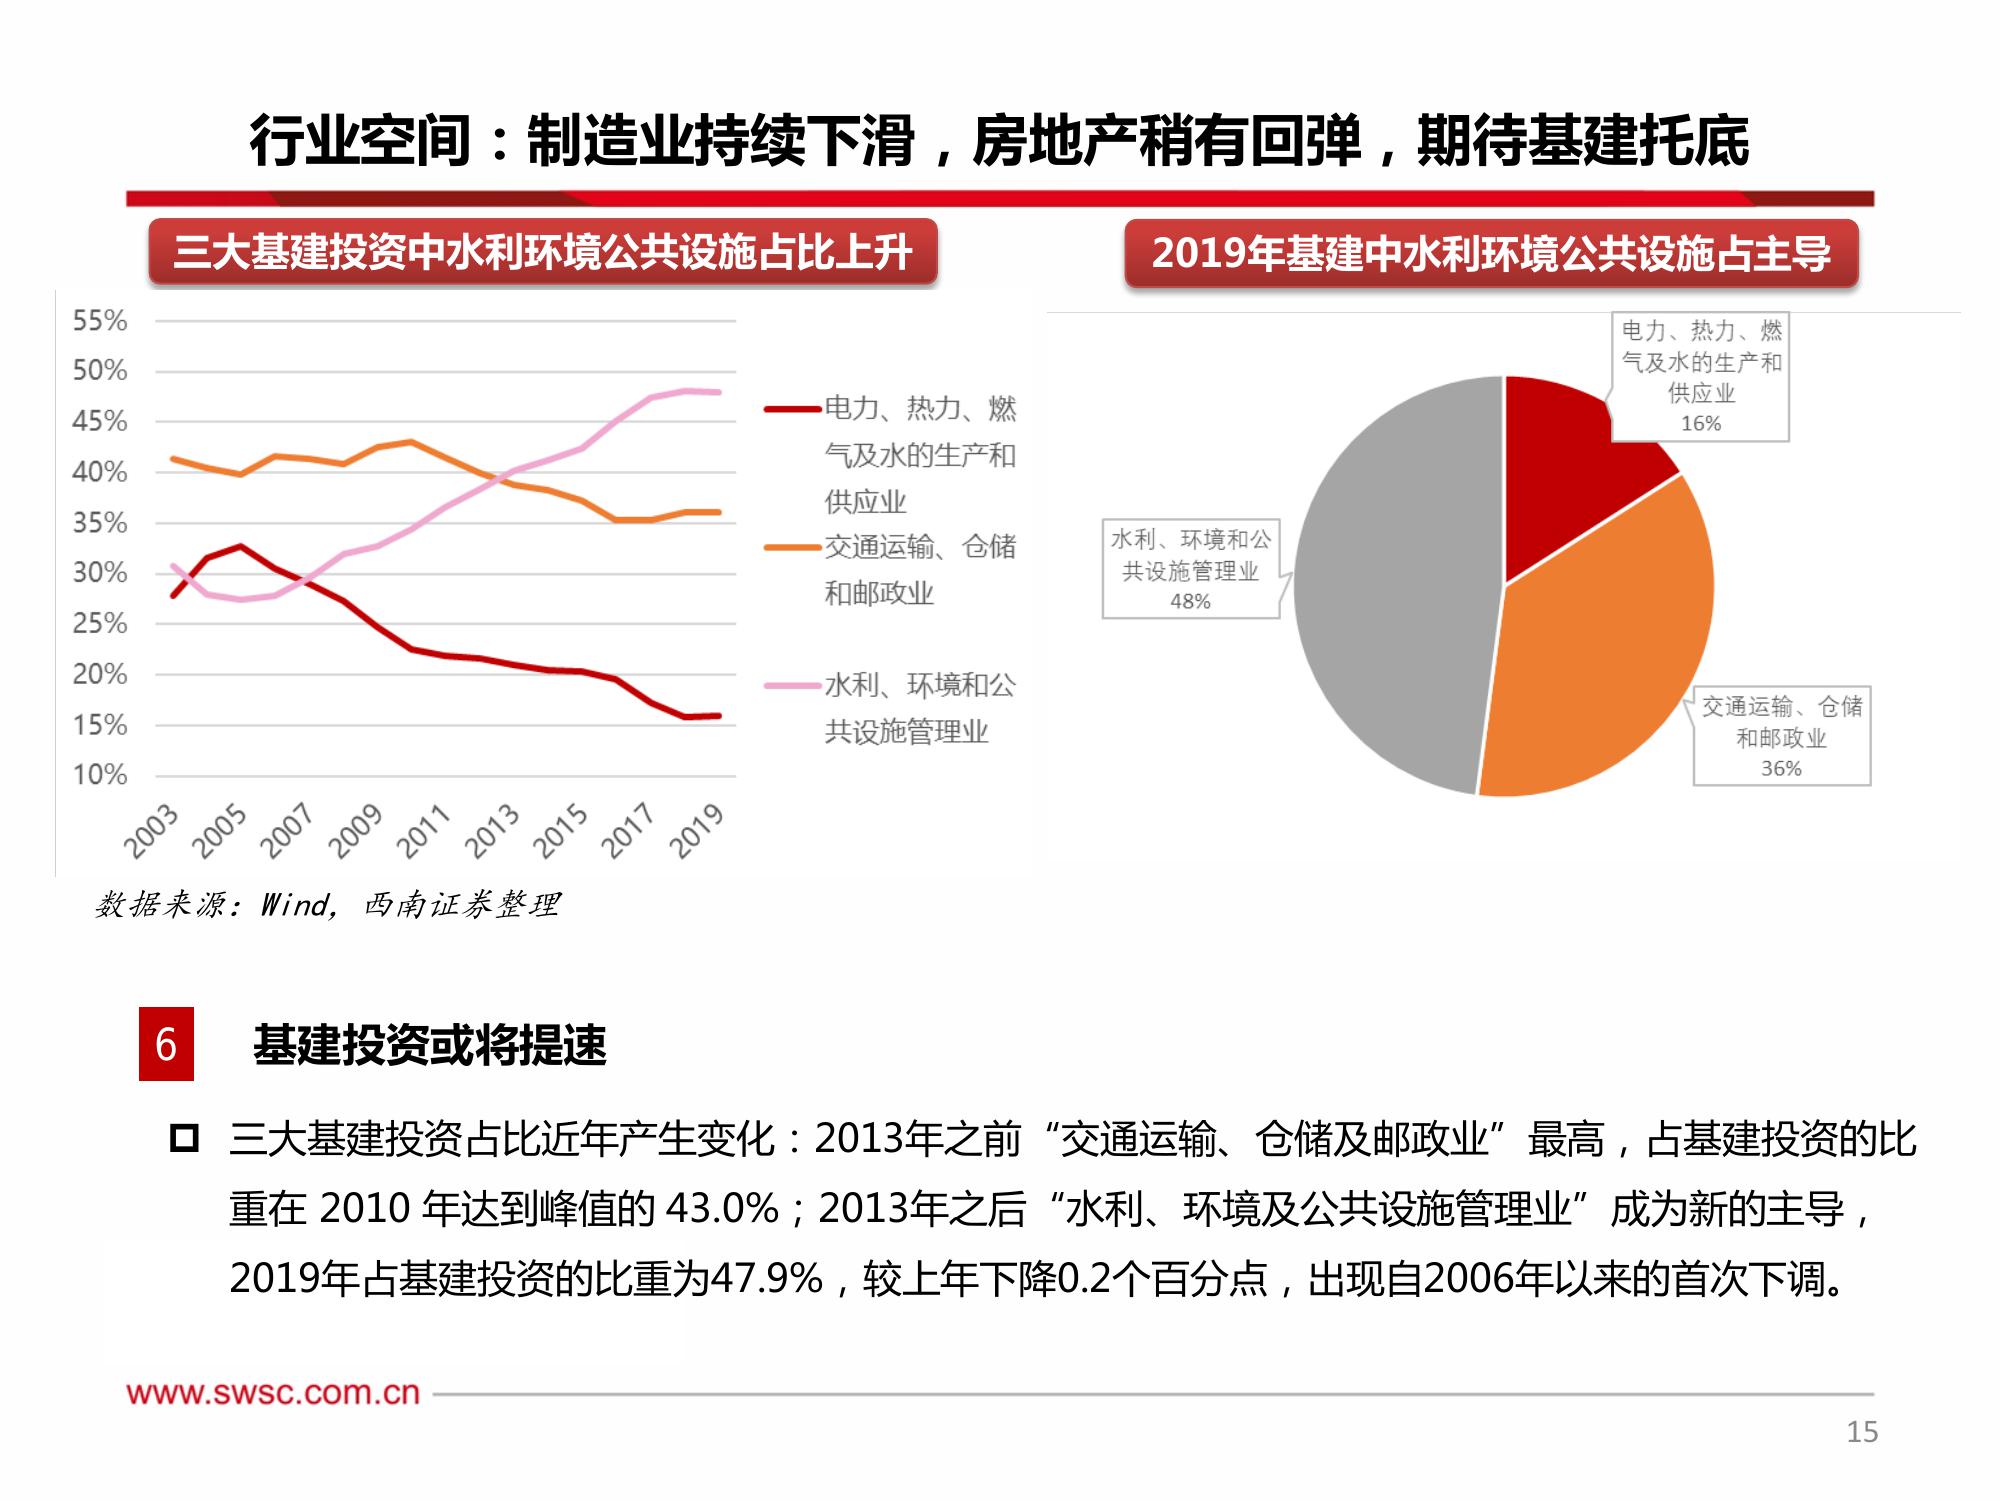 行业空间：制造业持续下滑，房地产稍有回弹，期待基建托底
三大基建投资中水利环境公共设施占比上升
55%
50%
45%
40%
35%
30%
25%
20%
15%
10%
2003
2005
2007
2009
2011
2013
2015
2017
2019
电力、热力、燃
气及水的生产和
供应业
交通运输、仓储
和邮政业
水利、环境和公
共设施管理业
数据来源：Wind，西南证券整理
2019年基建中水利环境公共设施占主导
电力、热力、燃
气及水的生产和
供应业
16%
水利、环境和公
共设施管理业
48%
交通运输、仓储
和邮政业
36%
6
基建投资或将提速
三大基建投资占比近年产生变化：2013年之前“交通运输、仓储及邮政业”最高，占基建投资的比
重在 2010 年达到峰值的 43.0%；2013年之后“水利、环境及公共设施管理业”成为新的主导，
2019年占基建投资的比重为47.9%，较上年下降0.2个百分点，出现自2006年以来的首次下调。
www.swsc.com.cn
15